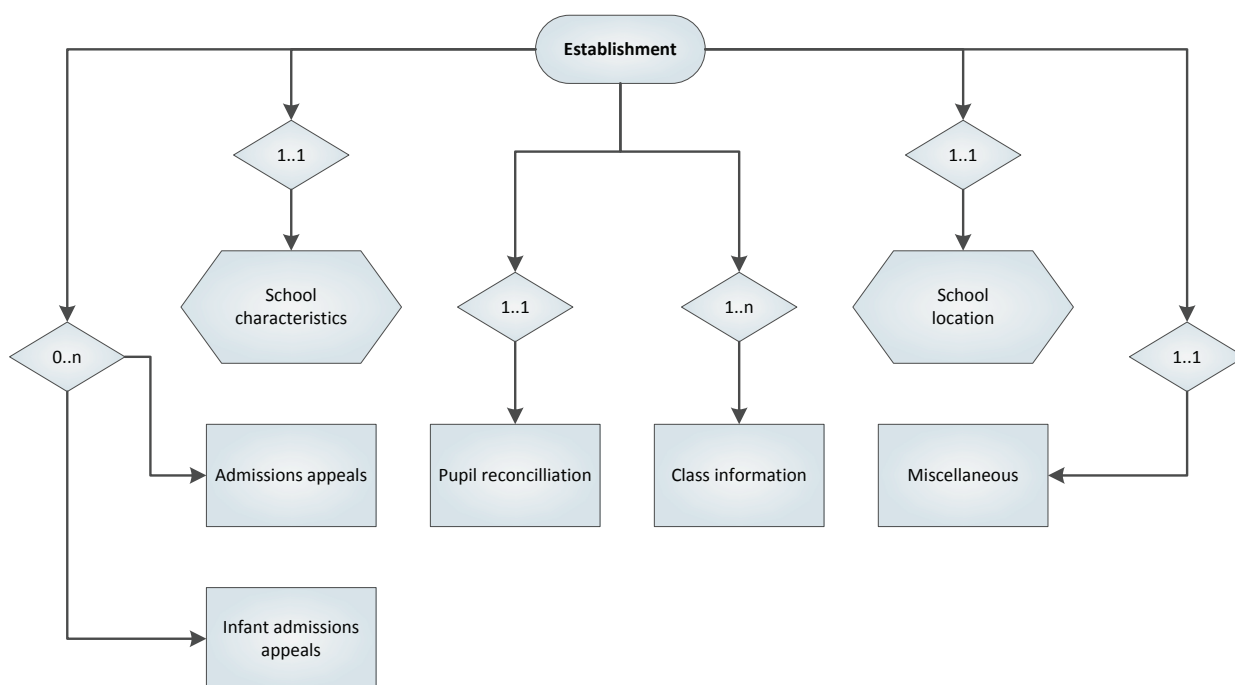 Establishment
1..1
1..1
School
characteristics
1..1
1..n
School
location
0..n
1..1
Admissions appeals
Pupil reconcilliation
Class information
Miscellaneous
Infant admissions
appeals